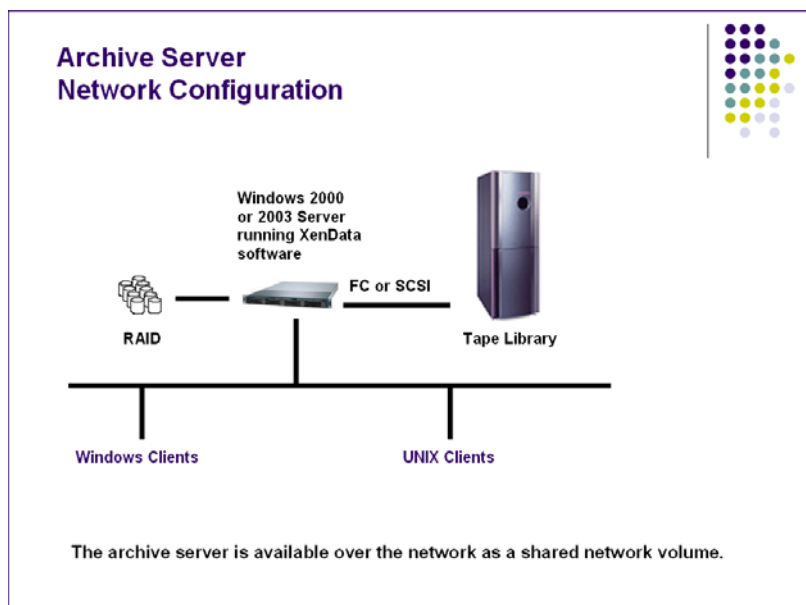 Archive Server
Network Configuration
Windows 2000
or 2003 Server
running XenData
software
FC or SCSI
RAID
Tape Library
Windows Clients
UNIX Clients
The archive server is available over the network as a shared network volume.